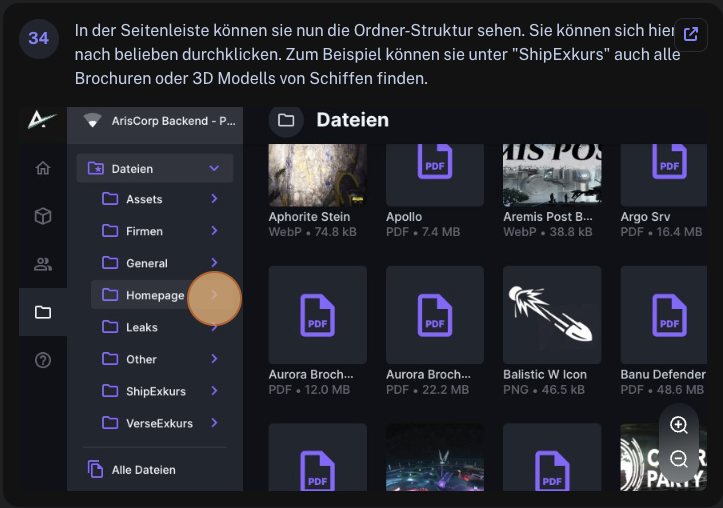 34
In der Seitenleiste können sie nun die Ordner-Struktur sehen. Sie können sich hier
nach belieben durchklicken. Zum Beispiel können sie unter "ShipExkurs" auch alle
Brochuren oder 3D Modells von Schiffen finden.
ArisCorp Backend - P...
Dateien
Dateien
Assets
Firmen
General
Homepage
Leaks
Other
ShipExkurs
VerseExkurs
Alle Dateien
PDF
MIS POS
PDF
Aphorite Stein
WebP • 74.8 kB
Apollo
PDF • 7.4 MB
Aremis Post B...
WebP • 38.8 kB
Argo Srv
PDF • 16.4 MB
PDF
PDF
PDF
Aurora Broch...
PDF • 12.0 MB
Aurora Broch...
PDF • 22.2 MB
Balistic W Icon
PNG • 46.5 kB
Banu Defender
PDF • 48.6 MB
PDF
PDF
PARTY